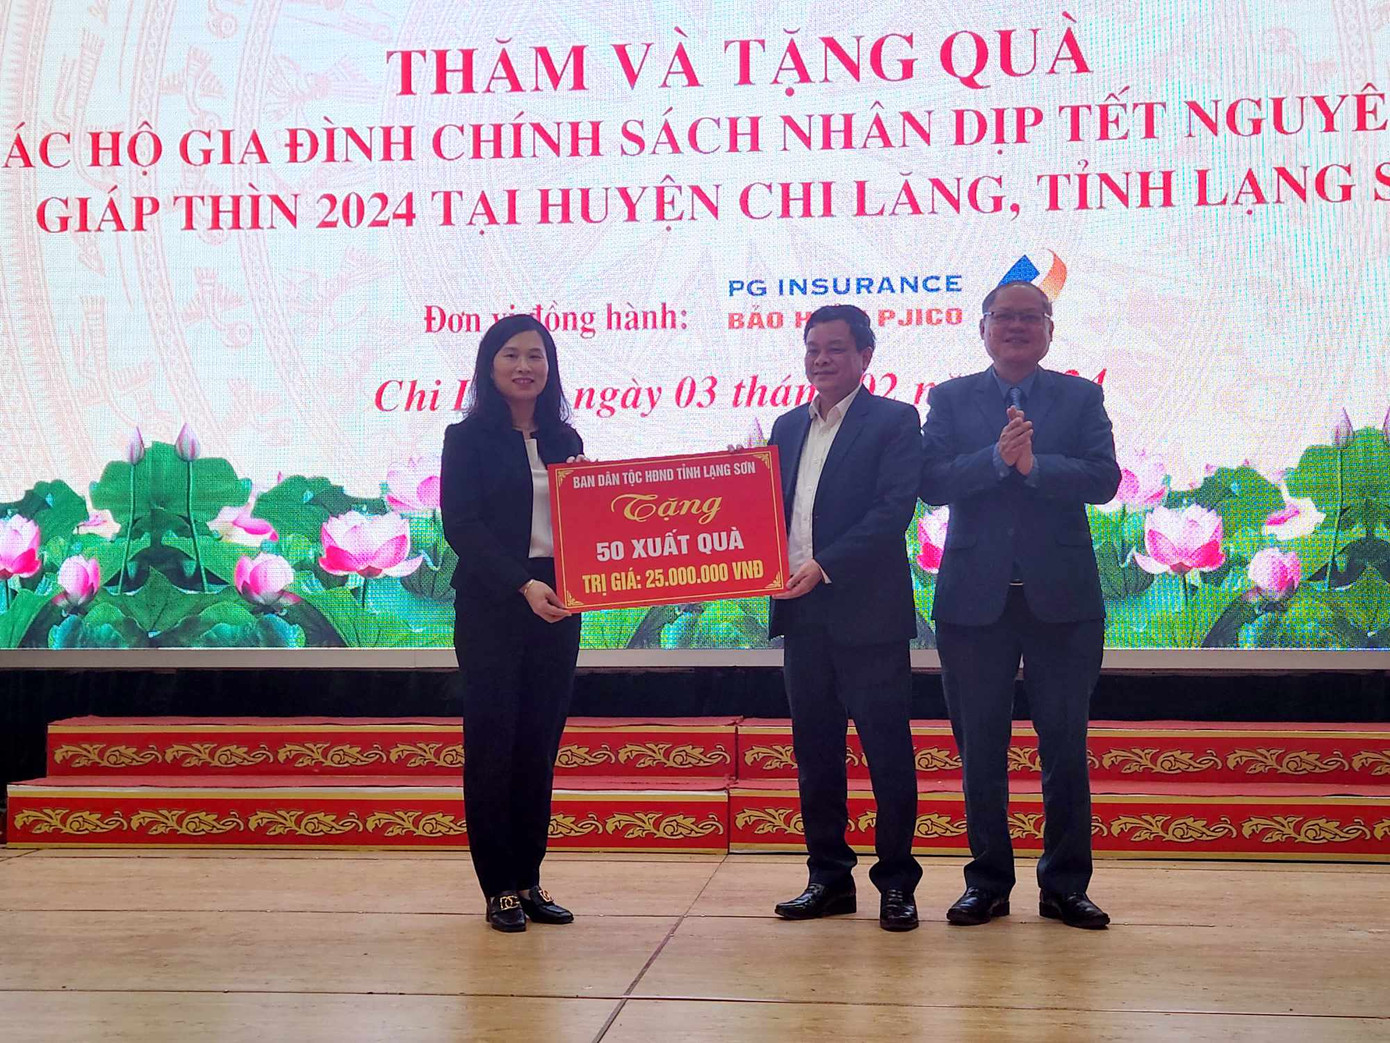 THĂM VÀ TẶNG QUÀ
ÁC HỘ GIA ĐÌNH CHÍNH SÁCH NHÂN DỊP TẾT NGUYÊ
GIÁP THÌN 2024 TẠI HUYỆN CHI LĂNG, TỈNH LẠNG S
Đơn vị đồng hành:
PG INSURANCE
BẢO PJICO
Chi ngày 03 02
BAN DÂN TỘC HĐND TỈNH LẠNG SƠN
Tặng
50 XUẤT QUÀ
TRỊ GIÁ: 25.000.000 VNĐ